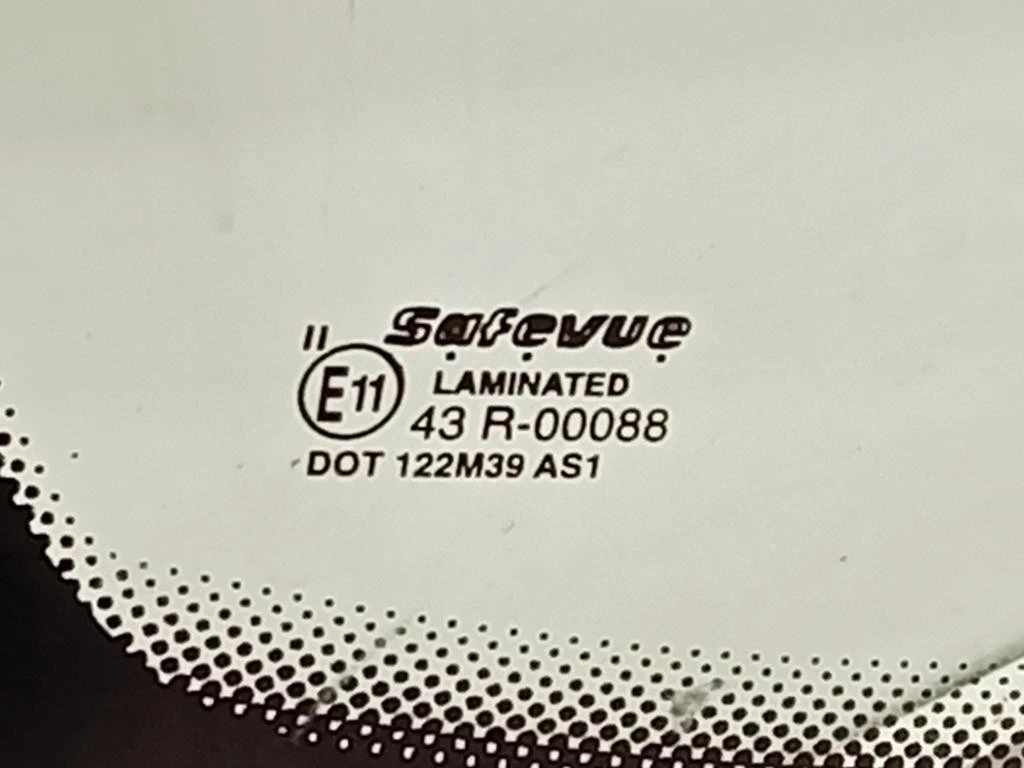 Safevue
II
E11
LAMINATED
43 R-00088
DOT 122M39 AS1